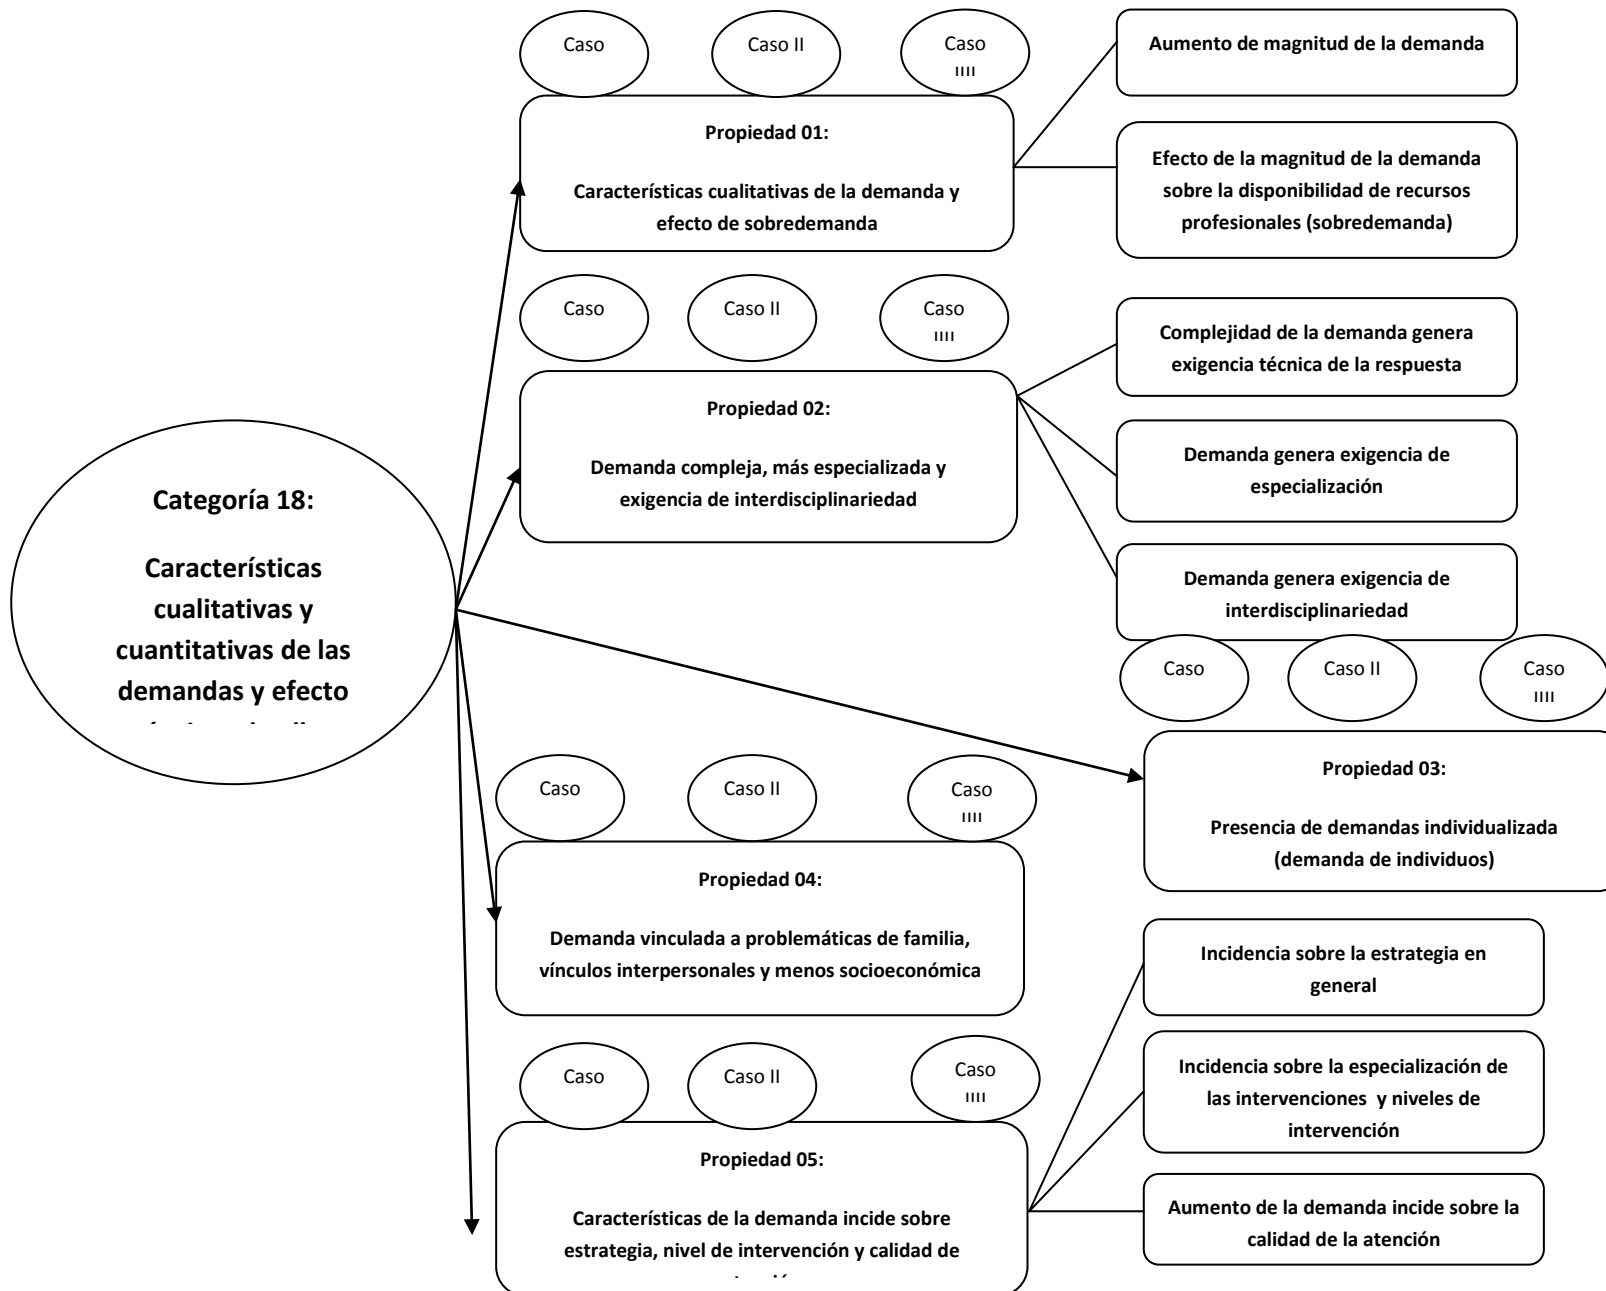 Caso
Caso II
Caso
Aumento de magnitud de la demanda
Propiedad 01:
Características cualitativas de la demanda y
efecto de sobredemanda
Efecto de la magnitud de la demanda
sobre la disponibilidad de recursos
profesionales (sobredemanda)
Caso
Caso II
Caso
Complejidad de la demanda genera
exigencia técnica de la respuesta
Propiedad 02:
Demanda compleja, más especializada y
exigencia de interdisciplinariedad
Demanda genera exigencia de
especialización
Demanda genera exigencia de
interdisciplinariedad
Categoría 18:
Características
cualitativas y
cuantitativas de las
demandas y efecto
Caso
Caso II
Caso
Propiedad 03:
Presencia de demandas individualizada
(demanda de individuos)
Caso
Caso II
Caso
Propiedad 04:
Demanda vinculada a problemáticas de familia,
vínculos interpersonales y menos socioeconómica
Incidencia sobre la estrategia en
general
Caso
Caso II
Caso
Incidencia sobre la especialización de
las intervenciones y niveles de
intervención
Propiedad 05:
Características de la demanda incide sobre
estrategia, nivel de intervención y calidad de
Aumento de la demanda incide sobre la
calidad de la atención